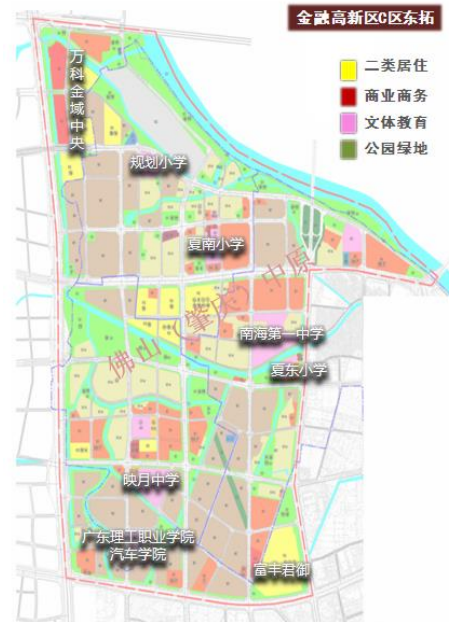 金融高新区C区东拓
二类居住
商业商务
文体教育
公园绿地
万科金域中央
规划小学
夏南小学
佛山（肇庆）中原
南海第一中学
夏东小学
映月中学
广东理工职业学院
汽车学院
富丰君御